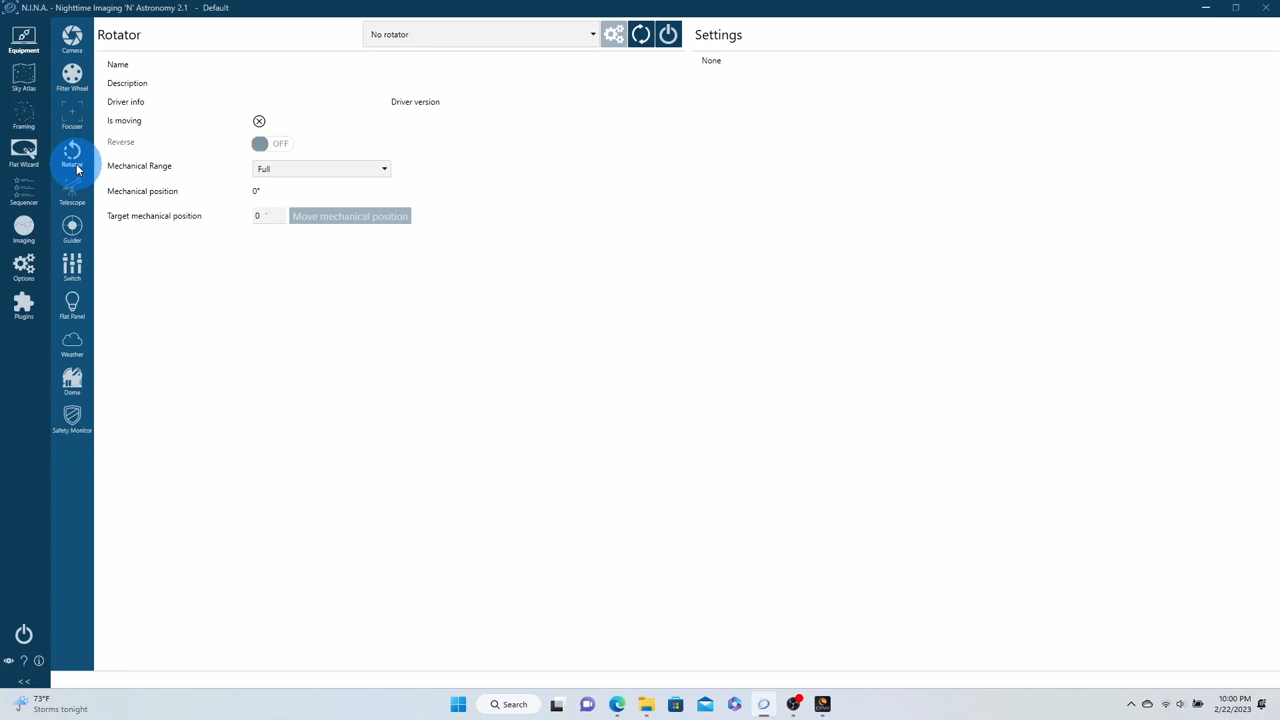 N.I.N.A. - Nighttime Imaging 'N' Astronomy 2.1 - Default
Equipment
Sky Atlas
Framing
Flat Wizard
Sequencer
Imaging
Options
Plugins
? 
<<
Camera
Filter Wheel
Focuser
Rotator
Telescope
Guider
Switch
Flat Panel
Weather
Dome
Safety Monitor
Rotator
No rotator
Name
Description
Driver info
Driver version
Is moving
Reverse
OFF
Mechanical Range
Full
Mechanical position
0°
Target mechanical position
0 °
Move mechanical position
Settings
None
73°F
Storms tonight
Search
10:00 PM
2/22/2023